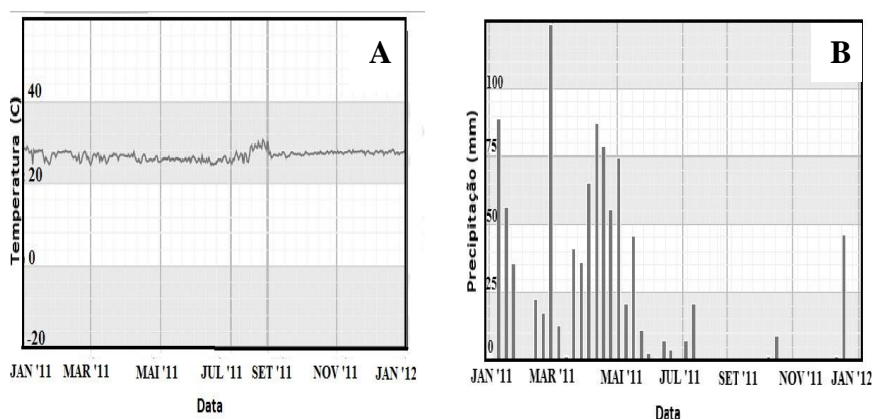 A
Temperatura (C)
40
20
0
-20
JAN '11 MAR '11 MAI '11 JUL '11 SET '11 NOV '11 JAN '12
Data
B
Precipitação (mm)
100
75
50
25
0
JAN '11 MAR '11 MAI '11 JUL '11 SET '11 NOV '11 JAN '12
Data